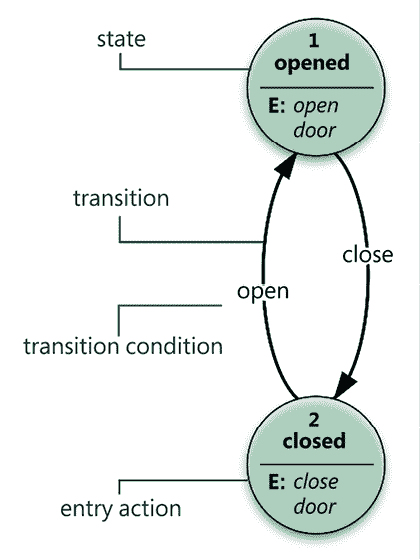 state
1
opened
E: open
door
transition
close
open
transition condition
2
closed
E: close
door
entry action